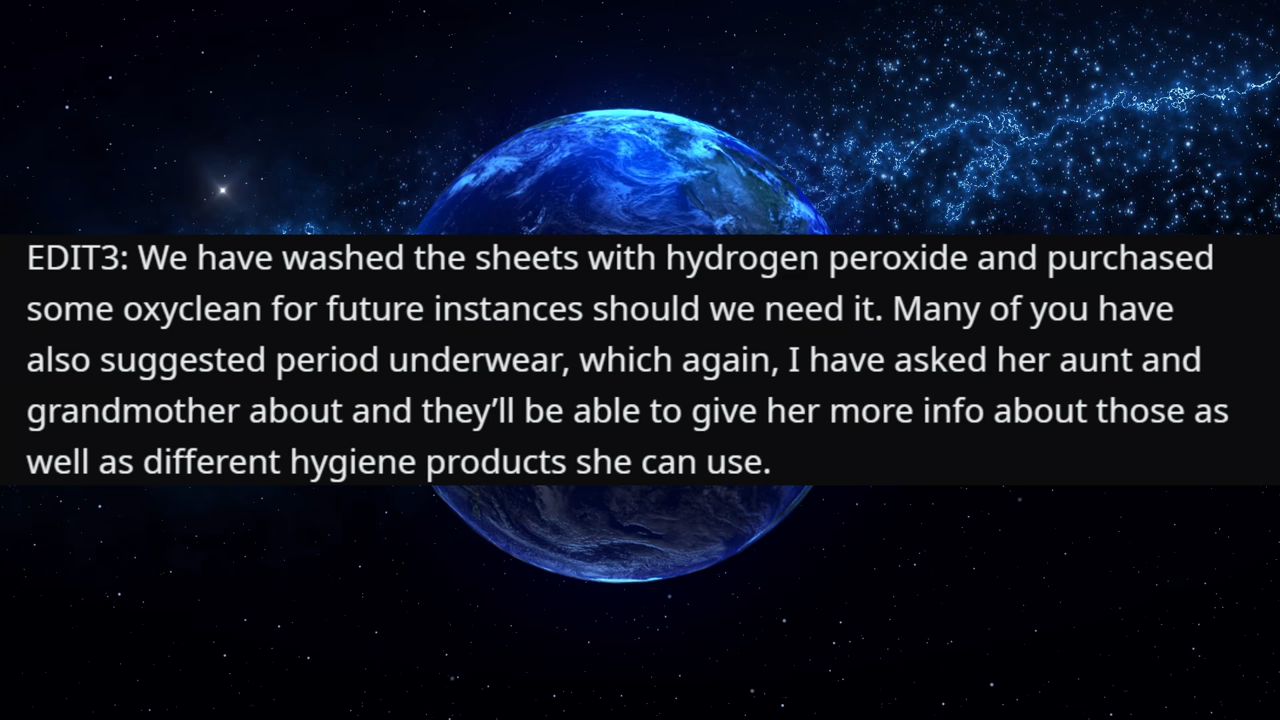 EDIT3: We have washed the sheets with hydrogen peroxide and purchased
some oxyclean for future instances should we need it. Many of you have
also suggested period underwear, which again, I have asked her aunt and
grandmother about and they’ll be able to give her more info about those as
well as different hygiene products she can use.